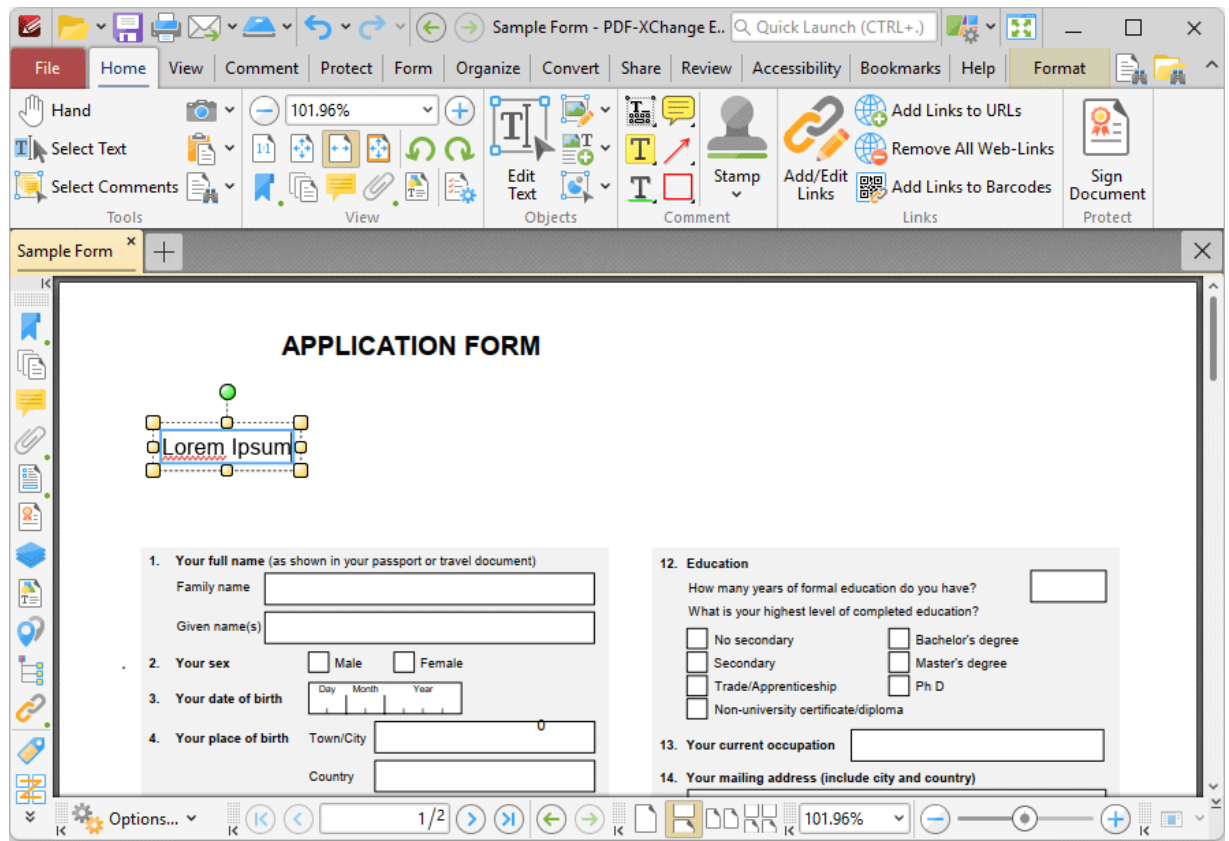 Sample Form - PDF-XChange E..
Quick Launch (CTRL+.)
File Home View Comment Protect Form Organize Convert Share Review Accessibility Bookmarks Help Format
Hand
Select Text
Select Comments
Tools
101.96%
1:1
View
Edit Text
Objects
Comment
Stamp
Add/Edit Links
Add Links to URLs
Remove All Web-Links
Add Links to Barcodes
Links
Sign Document
Protect
Sample Form
APPLICATION FORM
Lorem Ipsum
1. Your full name (as shown in your passport or travel document)
Family name
Given name(s)
2. Your sex Male Female
3. Your date of birth Day Month Year
4. Your place of birth Town/City 0
Country
12. Education
How many years of formal education do you have?
What is your highest level of completed education?
No secondary Bachelor's degree
Secondary Master's degree
Trade/Apprenticeship Ph D
Non-university certificate/diploma
13. Your current occupation
14. Your mailing address (include city and country)
Options... 1/2 101.96%